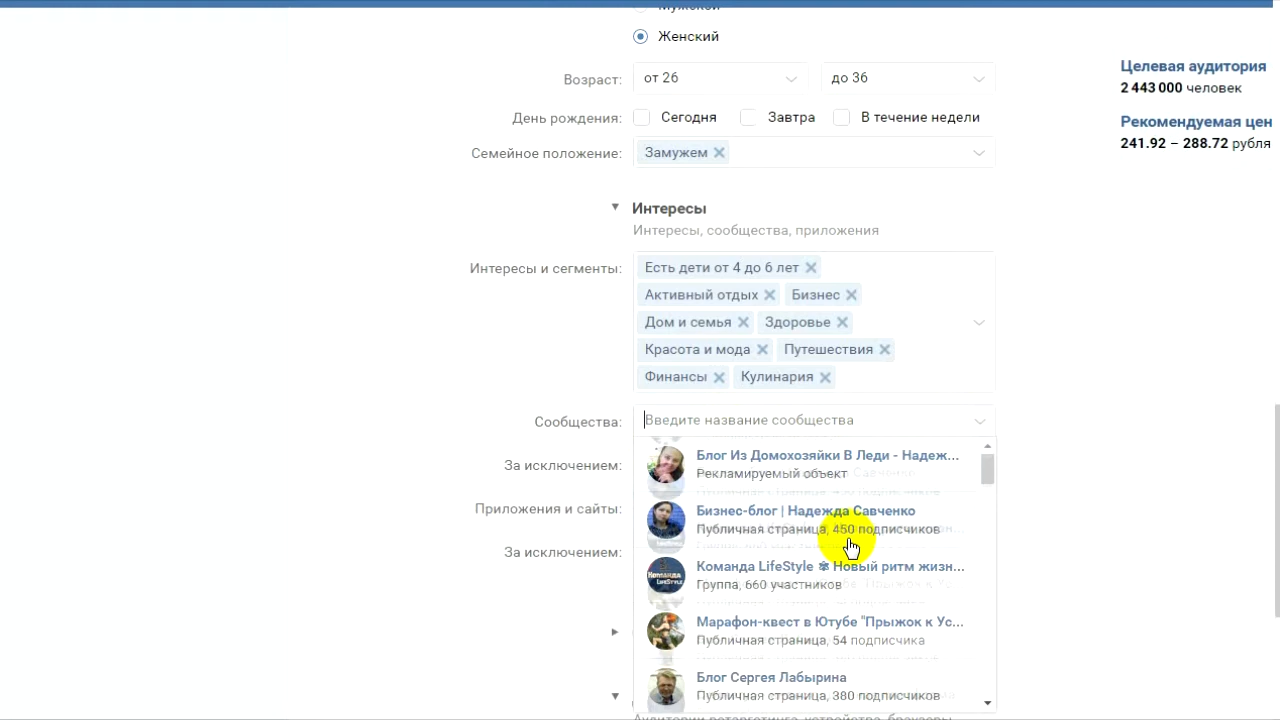 Мужской
Женский
Возраст: от 26 до 36
День рождения: Сегодня Завтра В течение недели
Семейное положение: Замужем
Целевая аудитория
2 443 000 человек
Рекомендуемая цен
241.92 – 288.72 рубля
Интересы
Интересы, сообщества, приложения
Интересы и сегменты: Есть дети от 4 до 6 лет
Активный отдых Бизнес
Дом и семья Здоровье
Красота и мода Путешествия
Финансы Кулинария
Сообщества: Введите название сообщества
Блог Из Домохозяйки В Леди - Надеж...
Рекламируемый объект
За исключением:
Бизнес-блог | Надежда Савченко
Публичная страница, 450 подписчиков
Приложения и сайты:
Команда LifeStyle ✾ Новый ритм жизн...
Группа, 660 участников
За исключением:
Марафон-квест в Ютубе "Прыжок к Ус...
Публичная страница, 54 подписчика
Блог Сергея Лабырина
Публичная страница, 380 подписчиков
Аудитории ретаргетинга, устройства, браузеры